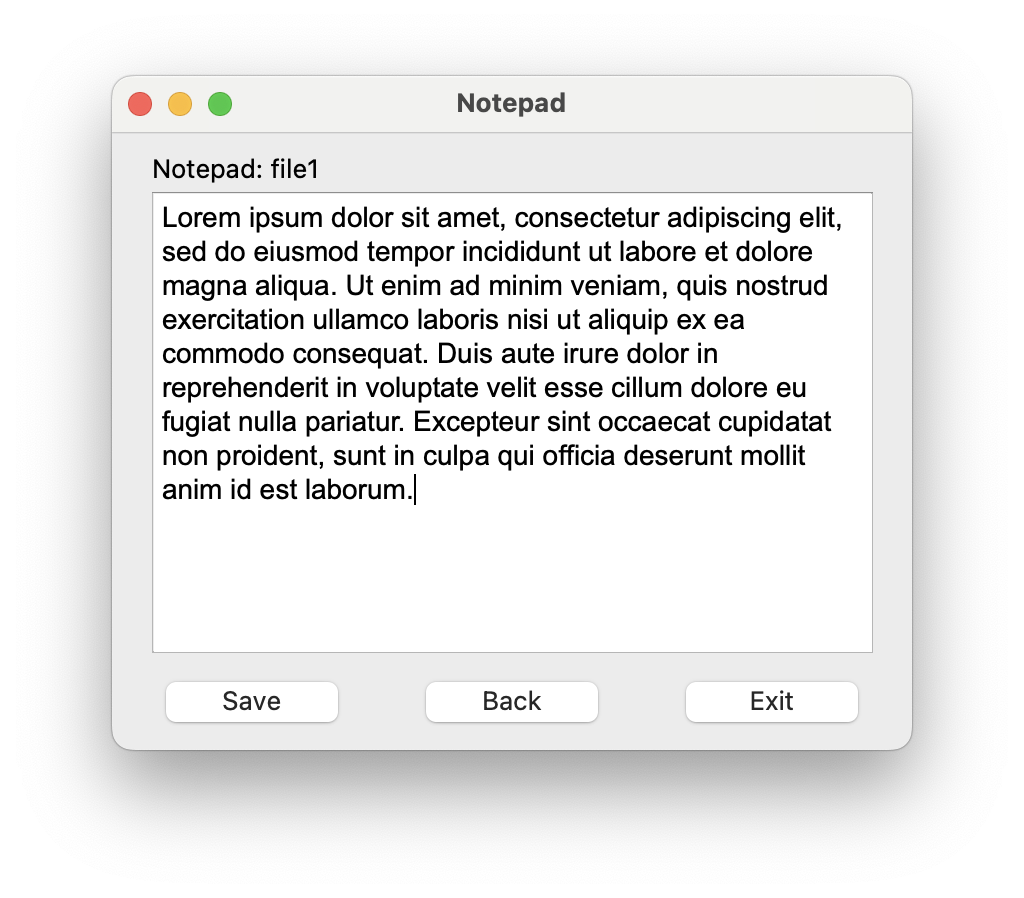 Notepad
Notepad: file1
Lorem ipsum dolor sit amet, consectetur adipiscing elit,
sed do eiusmod tempor incididunt ut labore et dolore
magna aliqua. Ut enim ad minim veniam, quis nostrud
exercitation ullamco laboris nisi ut aliquip ex ea
commodo consequat. Duis aute irure dolor in
reprehenderit in voluptate velit esse cillum dolore eu
fugiat nulla pariatur. Excepteur sint occaecat cupidatat
non proident, sunt in culpa qui officia deserunt mollit
anim id est laborum.
Save Back Exit